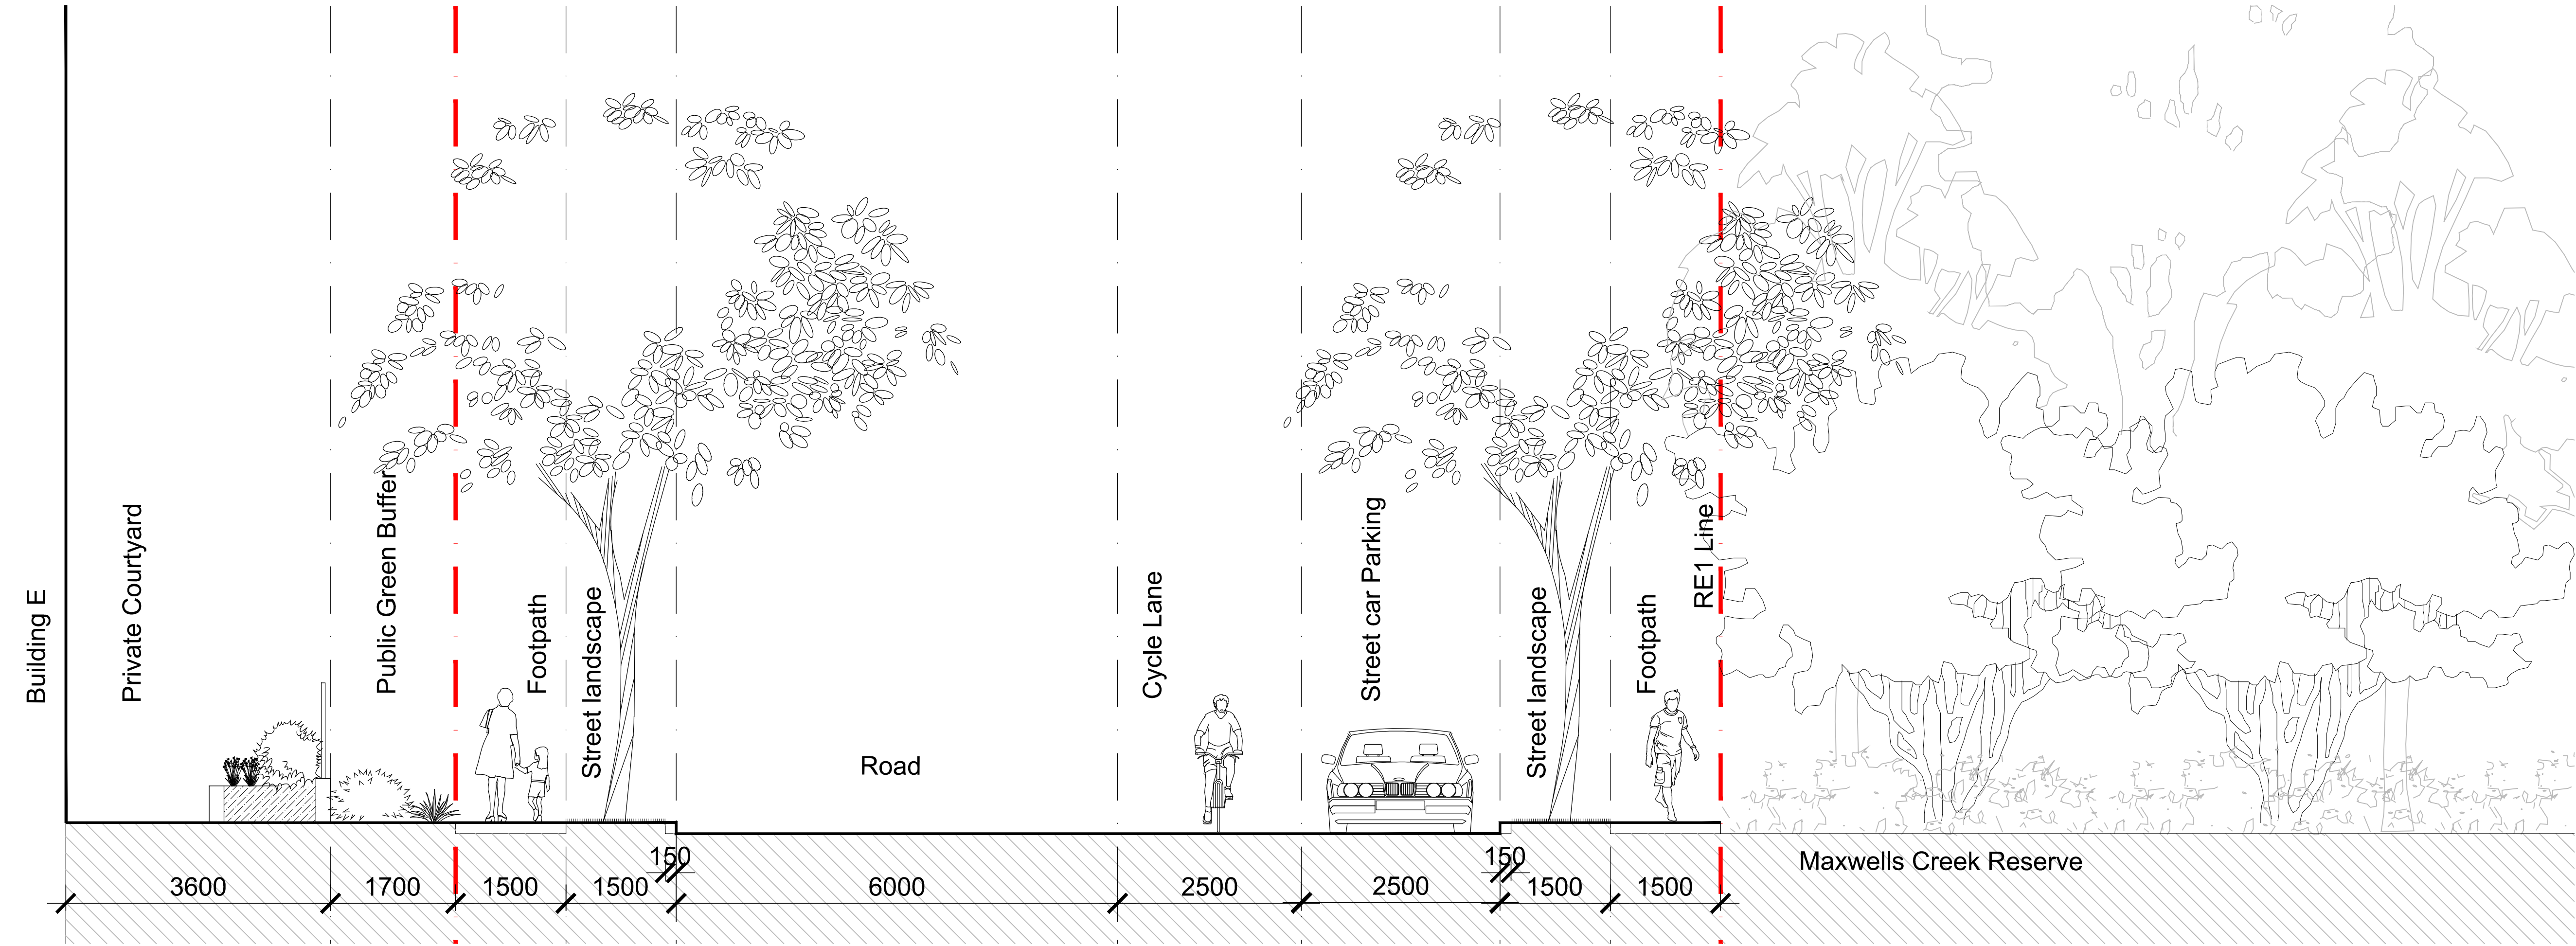 Building E
Private Courtyard
Public Green Buffer
Footpath
Street landscape
Road
Cycle Lane
Street car Parking
Street landscape
Footpath
RE1 Line
Maxwells Creek Reserve
150
150
3600
1700
1500
1500
6000
2500
2500
1500
1500